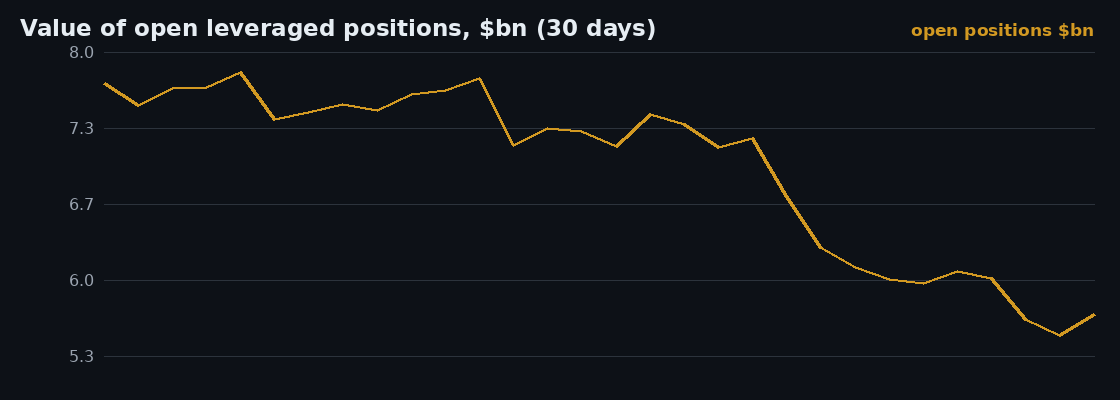 Value of open leveraged positions, $bn (30 days)
open positions $bn
8.0
7.3
6.7
6.0
5.3